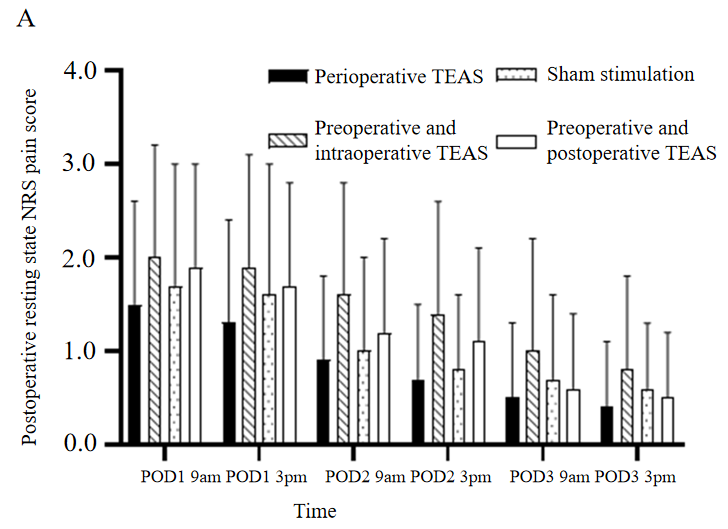 A
Postoperative resting state NRS pain score
4.0
3.0
2.0
1.0
0.0
Perioperative TEAS
Sham stimulation
Preoperative and
intraoperative TEAS
Preoperative and
postoperative TEAS
POD1 9am POD1 3pm POD2 9am POD2 3pm POD3 9am POD3 3pm
Time